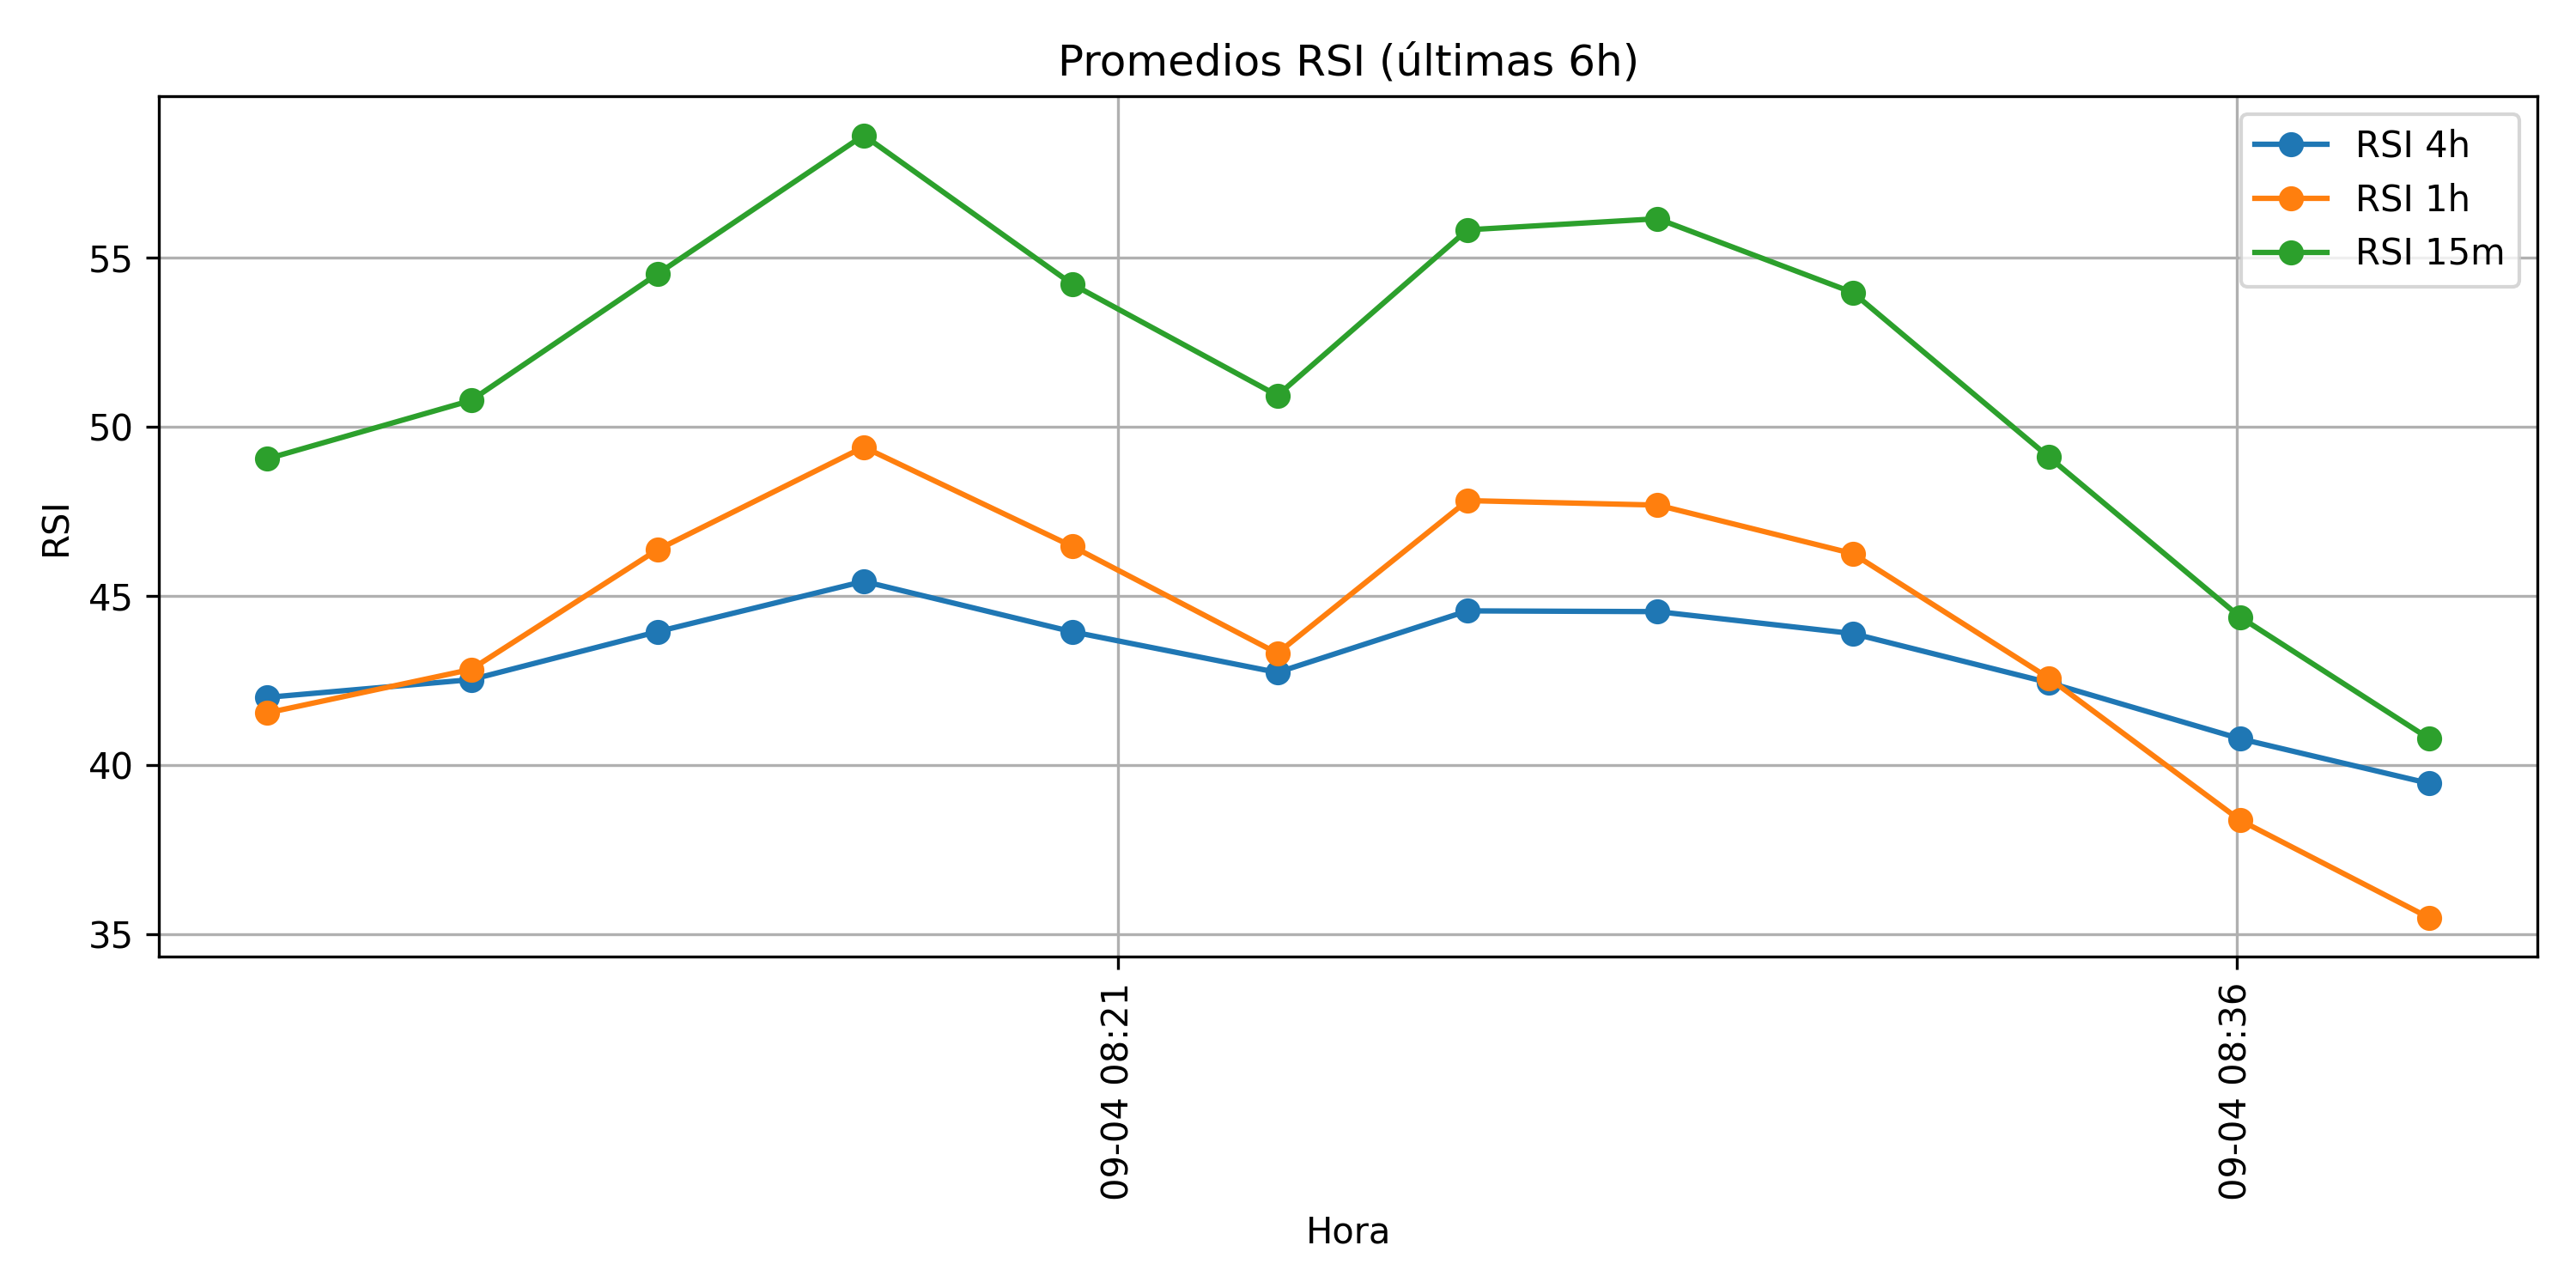 Promedios RSI (últimas 6h)
RSI 4h
RSI 1h
RSI 15m
RSI
55
50
45
40
35
09-04 08:21
09-04 08:36
Hora